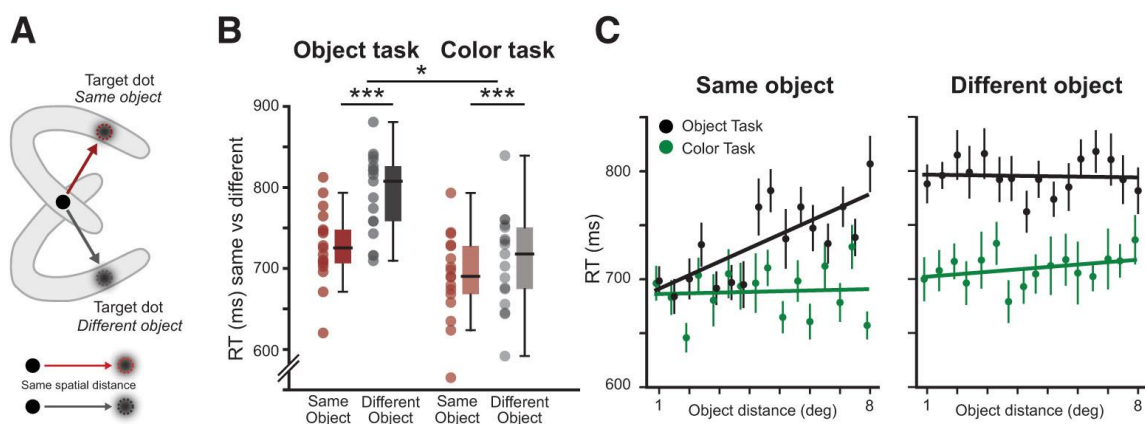 A
Target dot
Same object
Target dot
Different object
Same spatial distance
B
Object task
Color task
*
***
***
RT (ms) same vs different
900
800
700
600
Same
Object
Different
Object
Same
Object
Different
Object
C
Same object
Different object
Object Task
Color Task
RT (ms)
800
700
600
1
8
Object distance (deg)
1
8
Object distance (deg)